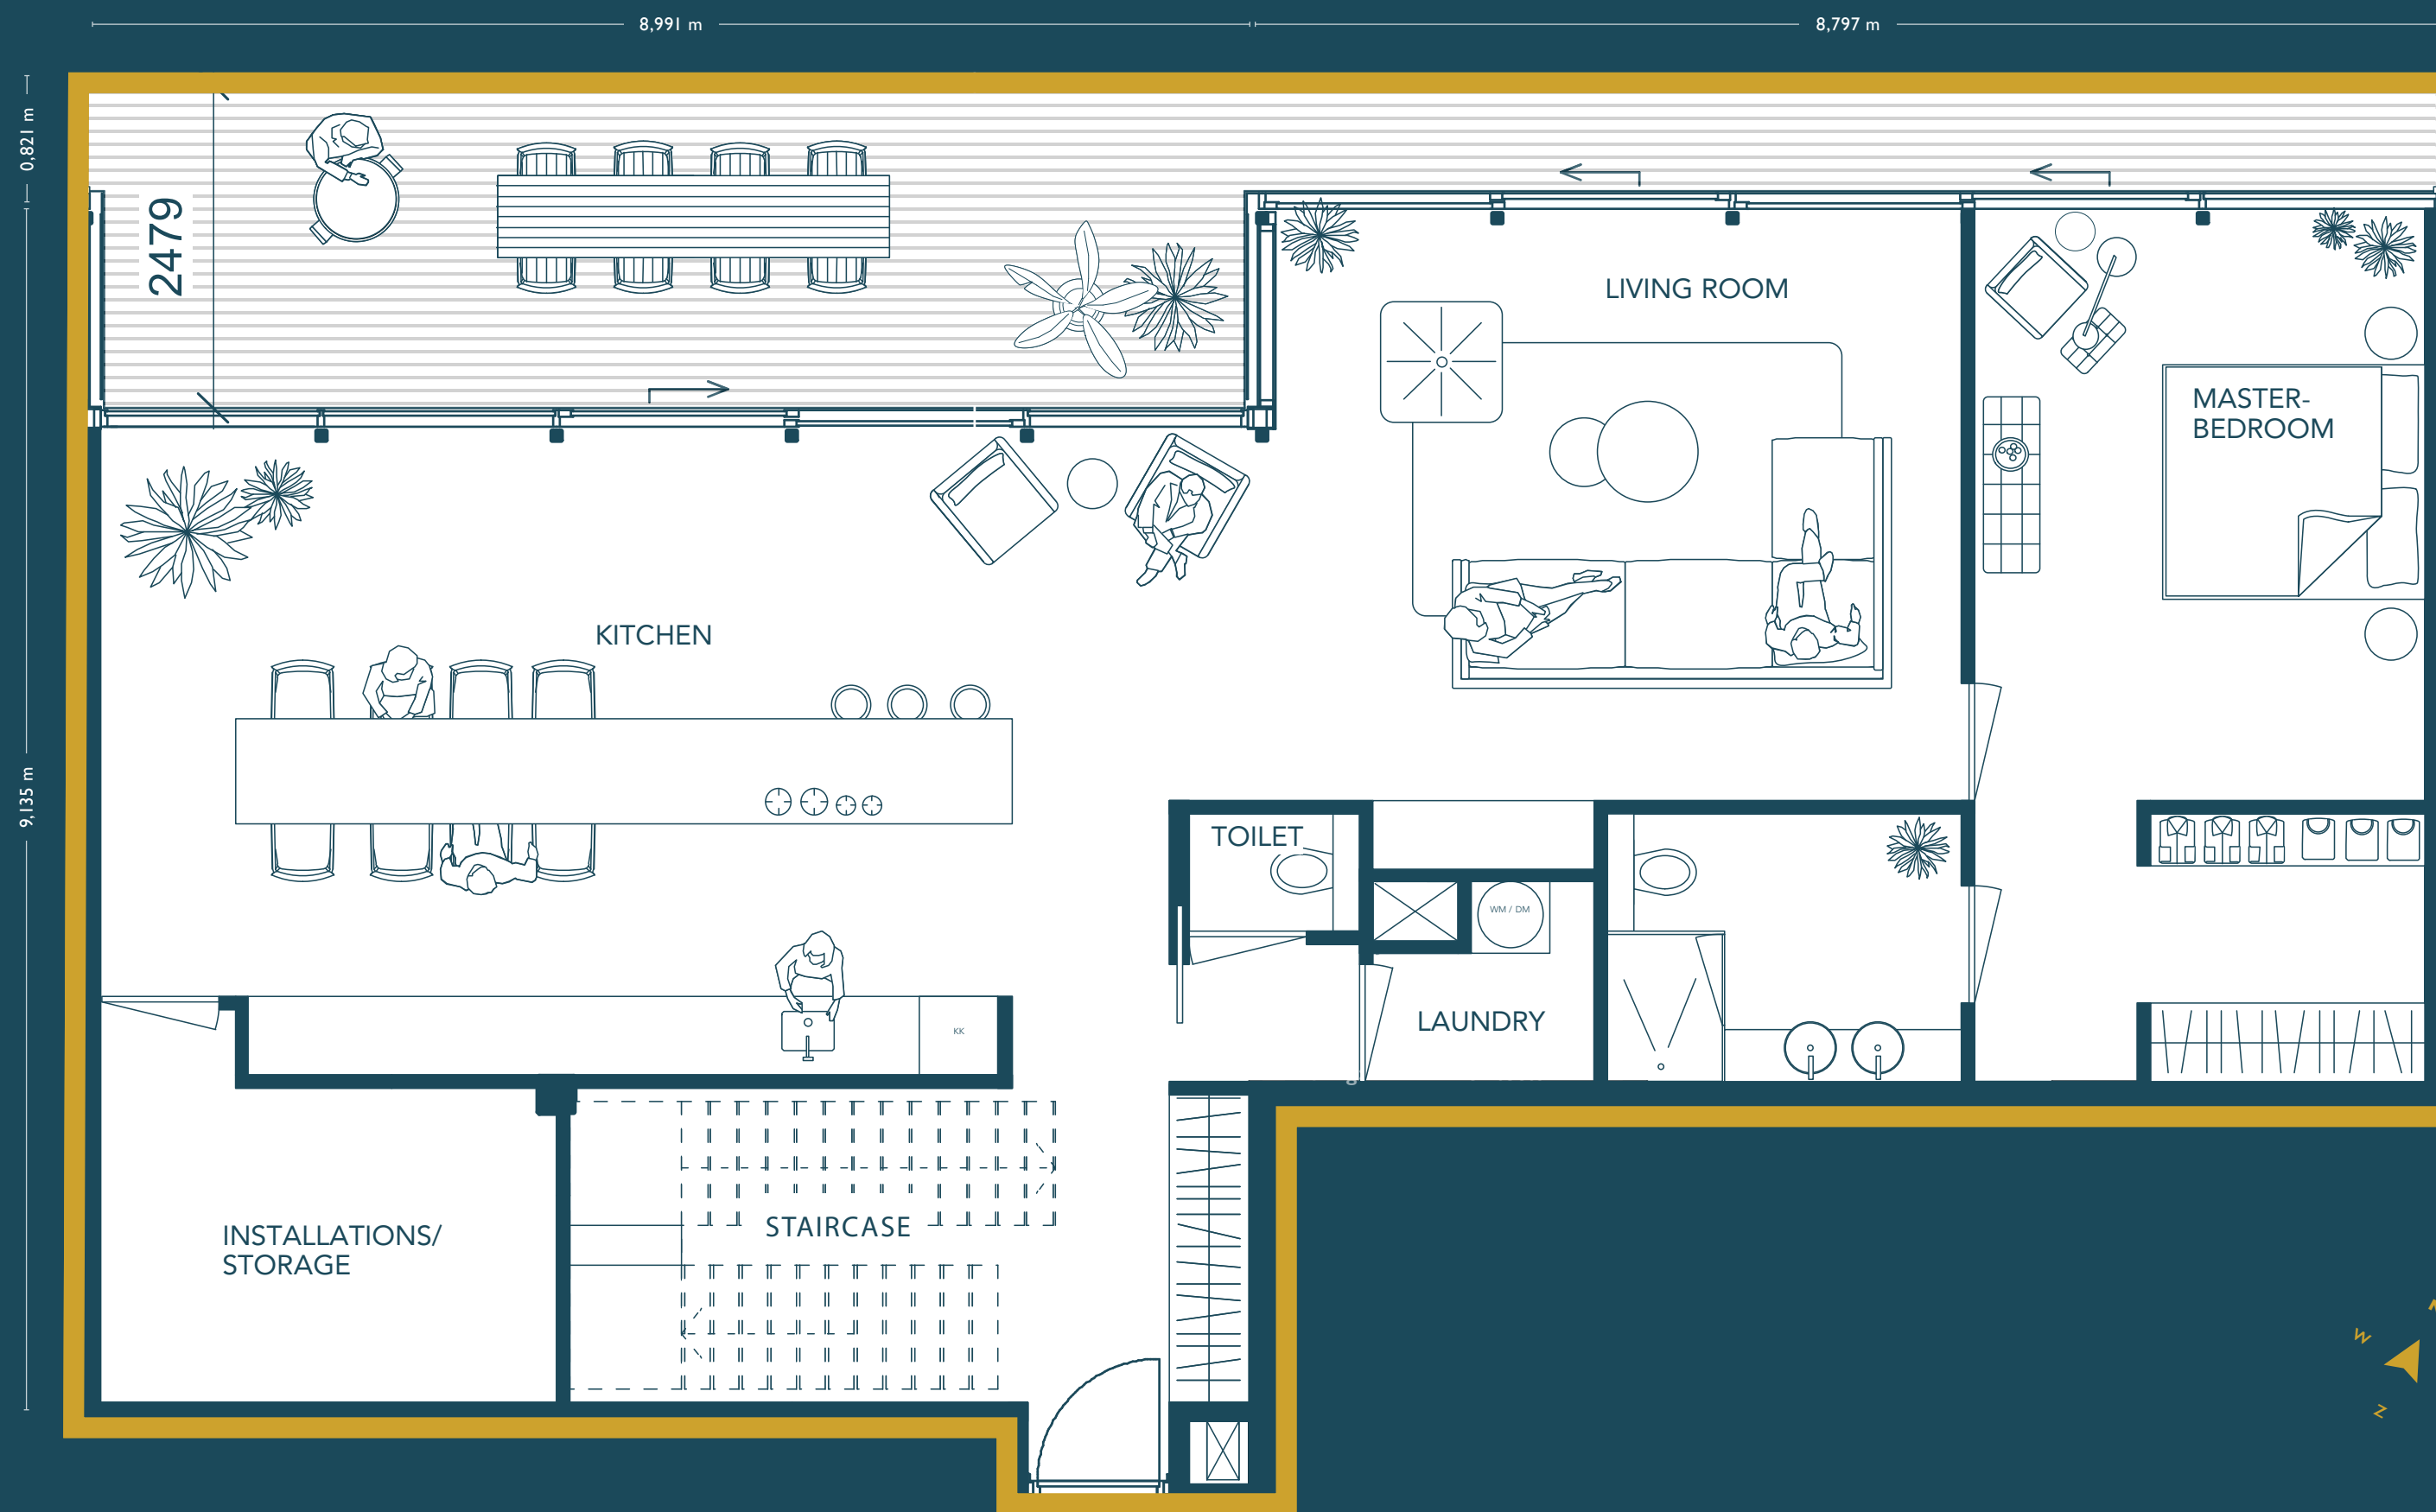 8,991 m
8,797 m
0,821 m
2479
LIVING ROOM
MASTER-
BEDROOM
KITCHEN
9,135 m
TOILET
WM / DM
LAUNDRY
KK
STAIRCASE
INSTALLATIONS/
STORAGE
W
Z